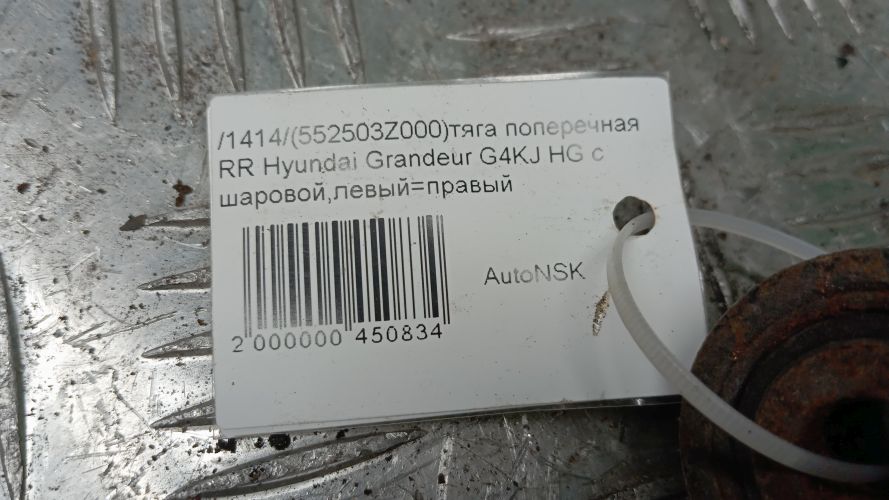 /1414/(552503Z000)тяга поперечная
RR Hyundai Grandeur G4KJ HG с
шаровой,левый=правый
AutoNSK
2 000000 450834